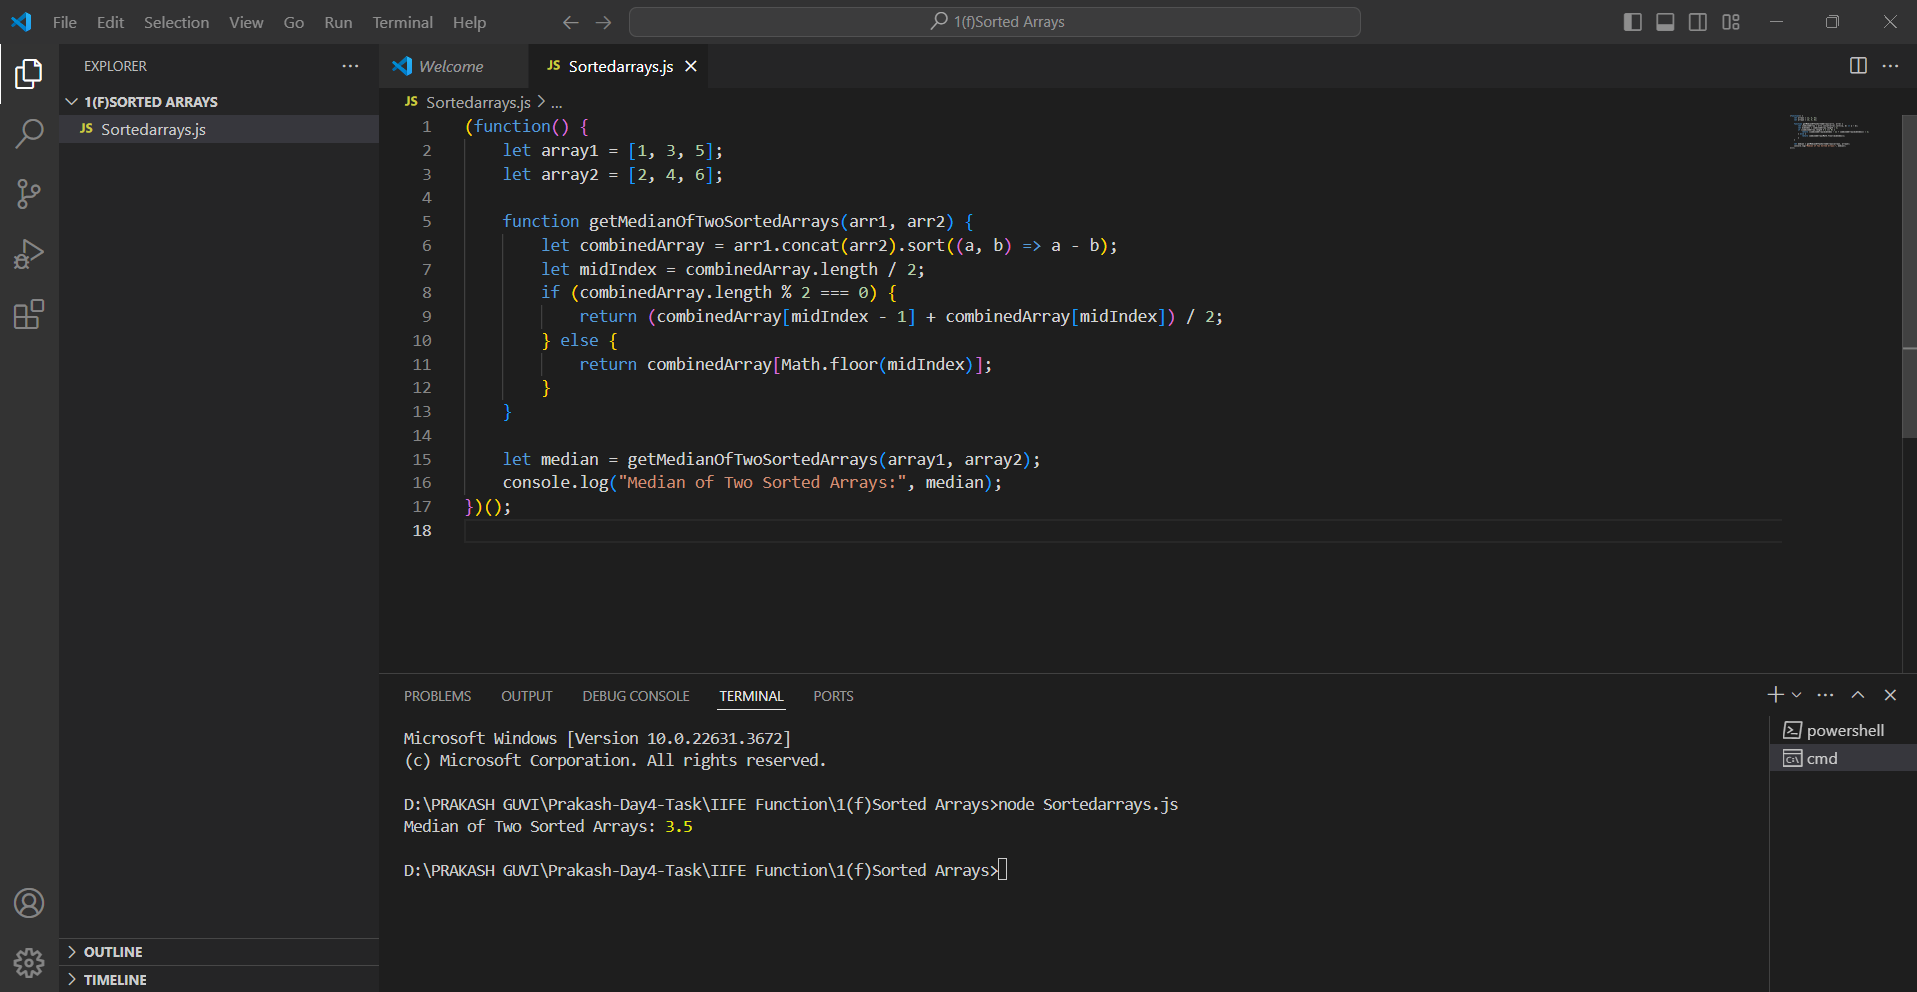 File Edit Selection View Go Run Terminal Help
1(f)Sorted Arrays
EXPLORER
1(F)SORTED ARRAYS
JS Sortedarrays.js
OUTLINE
TIMELINE
Welcome
JS Sortedarrays.js
JS Sortedarrays.js > ...
1 (function() {
2     let array1 = [1, 3, 5];
3     let array2 = [2, 4, 6];
4
5     function getMedianOfTwoSortedArrays(arr1, arr2) {
6         let combinedArray = arr1.concat(arr2).sort((a, b) => a - b);
7         let midIndex = combinedArray.length / 2;
8         if (combinedArray.length % 2 === 0) {
9             return (combinedArray[midIndex - 1] + combinedArray[midIndex]) / 2;
10         } else {
11             return combinedArray[Math.floor(midIndex)];
12         }
13     }
14
15     let median = getMedianOfTwoSortedArrays(array1, array2);
16     console.log("Median of Two Sorted Arrays:", median);
17 })();
18
PROBLEMS OUTPUT DEBUG CONSOLE TERMINAL PORTS
Microsoft Windows [Version 10.0.22631.3672]
(c) Microsoft Corporation. All rights reserved.
D:\PRAKASH GUVI\Prakash-Day4-Task\IIFE Function\1(f)Sorted Arrays>node Sortedarrays.js
Median of Two Sorted Arrays: 3.5
D:\PRAKASH GUVI\Prakash-Day4-Task\IIFE Function\1(f)Sorted Arrays>
powershell
cmd